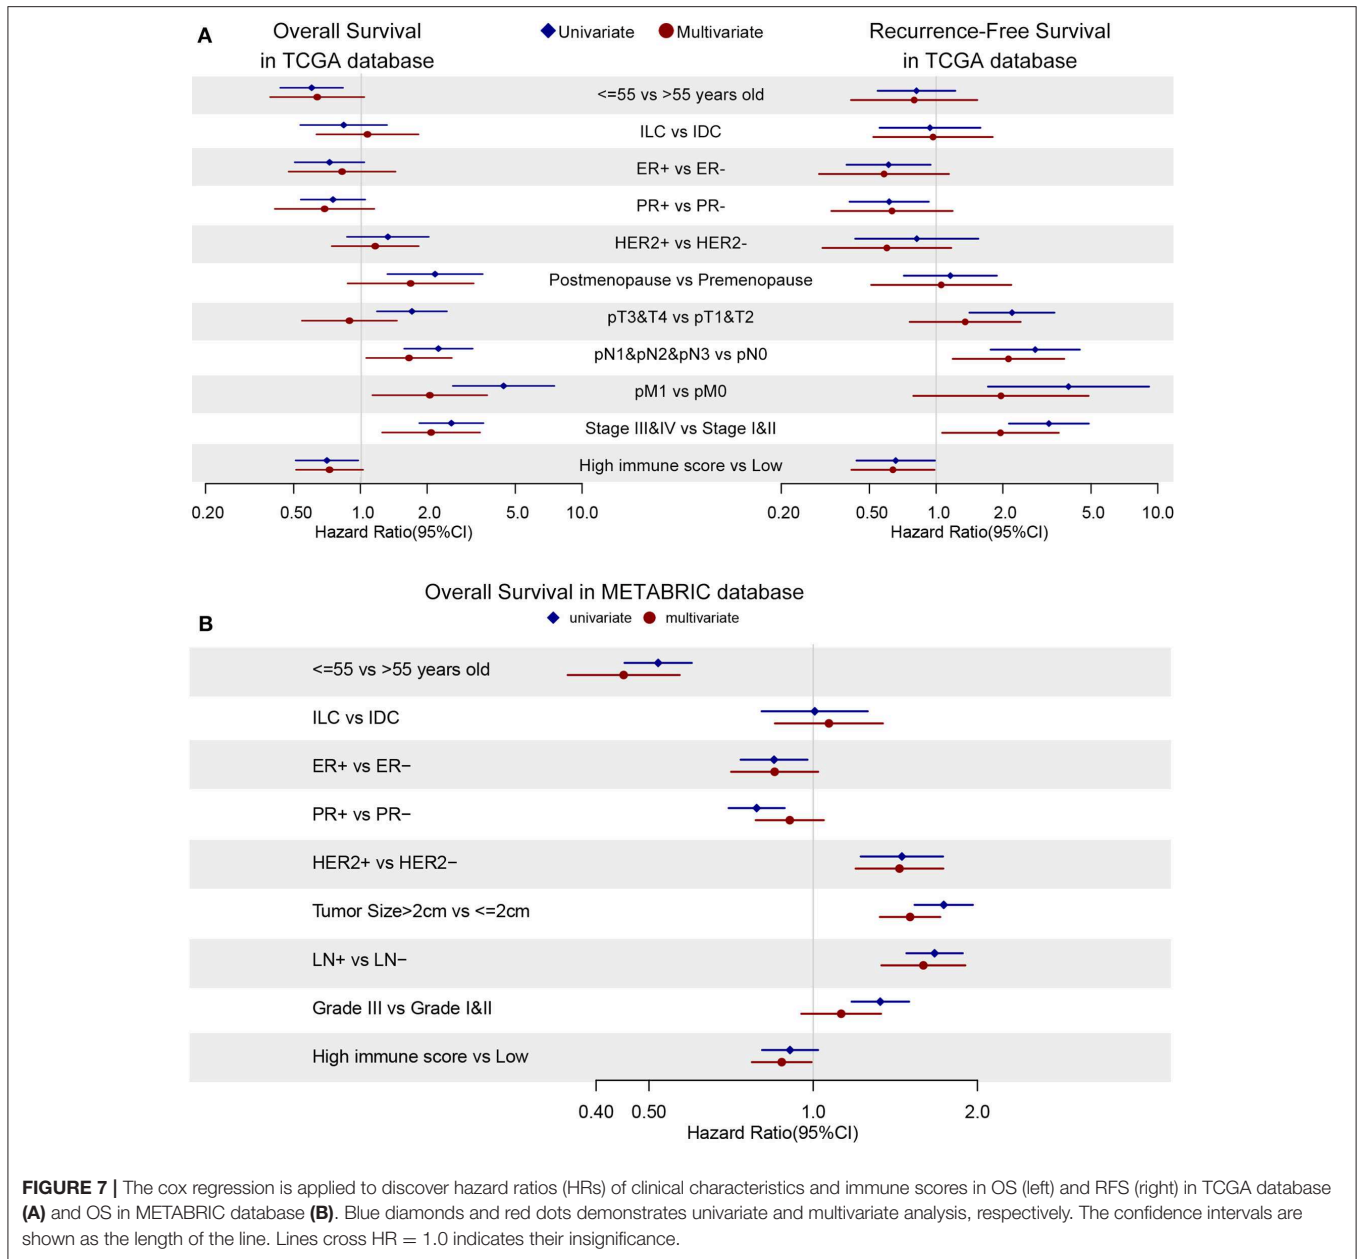 A
Overall Survival
in TCGA database
Univariate
Multivariate
Recurrence-Free Survival
in TCGA database
<=55 vs >55 years old
ILC vs IDC
ER+ vs ER-
PR+ vs PR-
HER2+ vs HER2-
Postmenopause vs Premenopause
pT3&T4 vs pT1&T2
pN1&pN2&pN3 vs pN0
pM1 vs pM0
Stage III&IV vs Stage I&II
High immune score vs Low
0.20 0.50 1.0 2.0 5.0 10.0
Hazard Ratio(95%CI)
0.20 0.50 1.0 2.0 5.0 10.0
Hazard Ratio(95%CI)
Overall Survival in METABRIC database
B
univariate
multivariate
<=55 vs >55 years old
ILC vs IDC
ER+ vs ER−
PR+ vs PR−
HER2+ vs HER2−
Tumor Size>2cm vs <=2cm
LN+ vs LN−
Grade III vs Grade I&II
High immune score vs Low
0.40 0.50 1.0 2.0
Hazard Ratio(95%CI)
FIGURE 7 | The cox regression is applied to discover hazard ratios (HRs) of clinical characteristics and immune scores in OS (left) and RFS (right) in TCGA database
(A) and OS in METABRIC database (B). Blue diamonds and red dots demonstrates univariate and multivariate analysis, respectively. The confidence intervals are
shown as the length of the line. Lines cross HR = 1.0 indicates their insignificance.